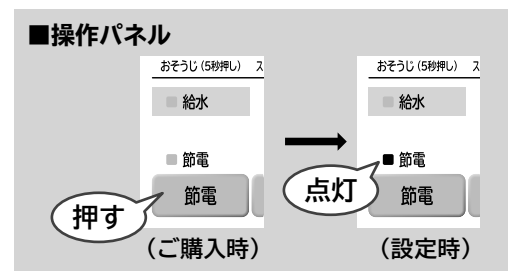 ■操作パネル
おそうじ（5秒押し） ス
給水
節電
節電
押す
（ご購入時）
おそうじ（5秒押し） ス
給水
節電
点灯
節電
（設定時）